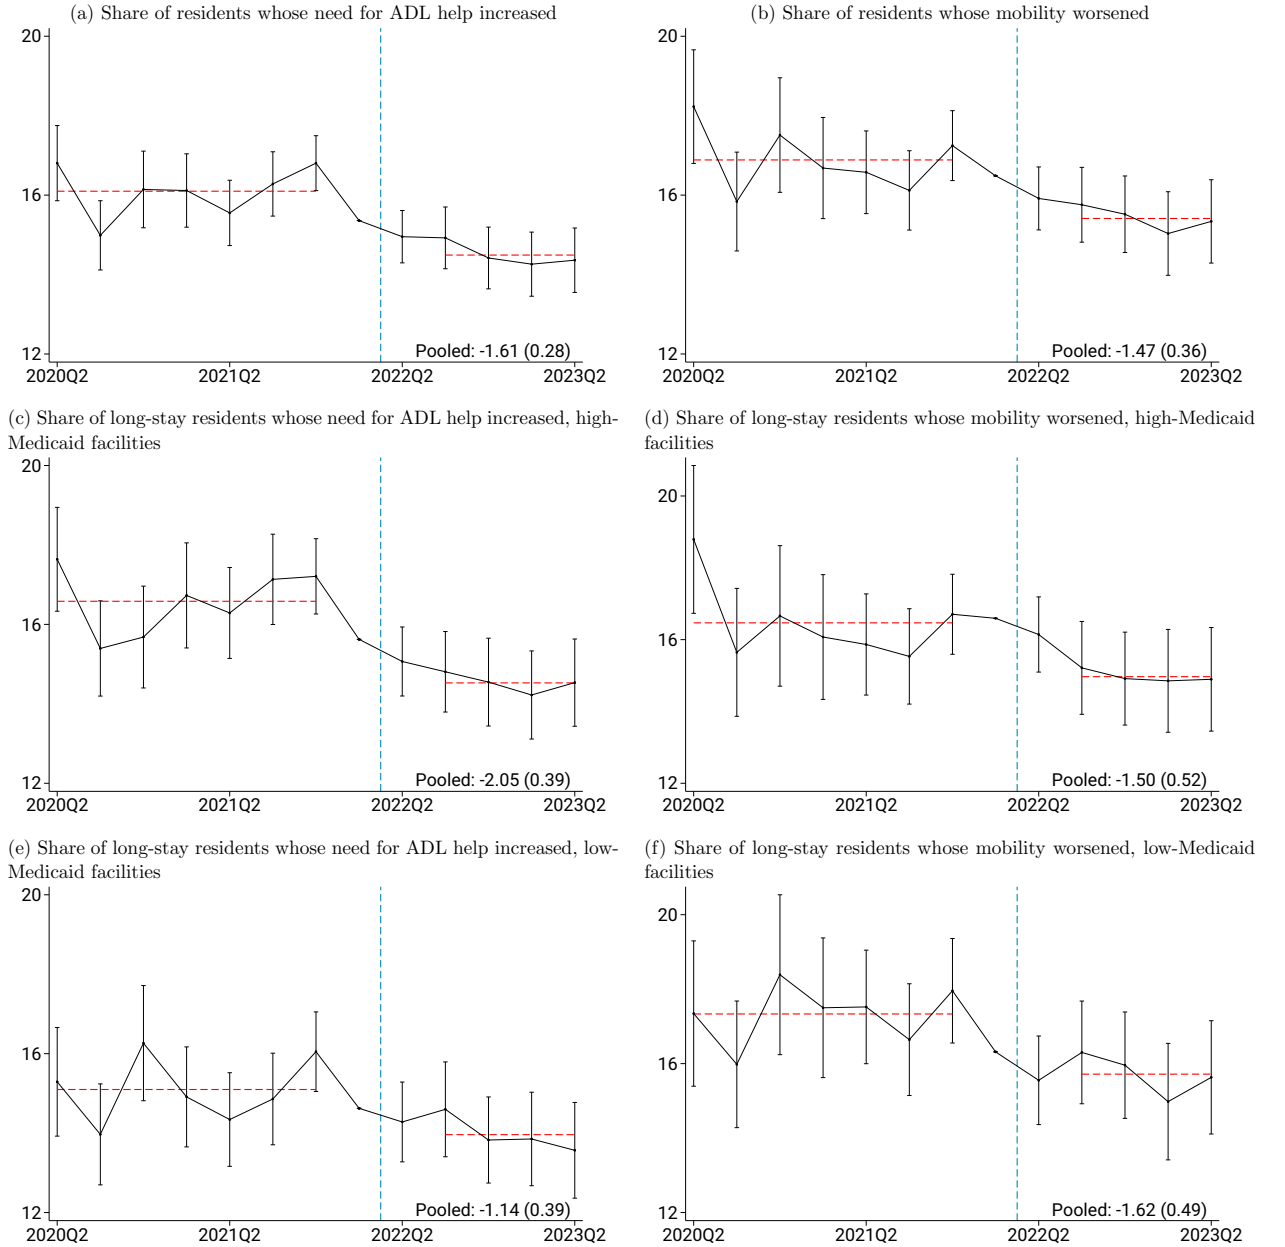 (a) Share of residents whose need for ADL help increased
20
16
12
Pooled: -1.61 (0.28)
2020Q2 2021Q2 2022Q2 2023Q2
(b) Share of residents whose mobility worsened
20
16
12
Pooled: -1.47 (0.36)
2020Q2 2021Q2 2022Q2 2023Q2
(c) Share of long-stay residents whose need for ADL help increased, high-
Medicaid facilities
20
16
12
Pooled: -2.05 (0.39)
2020Q2 2021Q2 2022Q2 2023Q2
(d) Share of long-stay residents whose mobility worsened, high-Medicaid
facilities
20
16
12
Pooled: -1.50 (0.52)
2020Q2 2021Q2 2022Q2 2023Q2
(e) Share of long-stay residents whose need for ADL help increased, low-
Medicaid facilities
20
16
12
Pooled: -1.14 (0.39)
2020Q2 2021Q2 2022Q2 2023Q2
(f) Share of long-stay residents whose mobility worsened, low-Medicaid
facilities
20
16
12
Pooled: -1.62 (0.49)
2020Q2 2021Q2 2022Q2 2023Q2